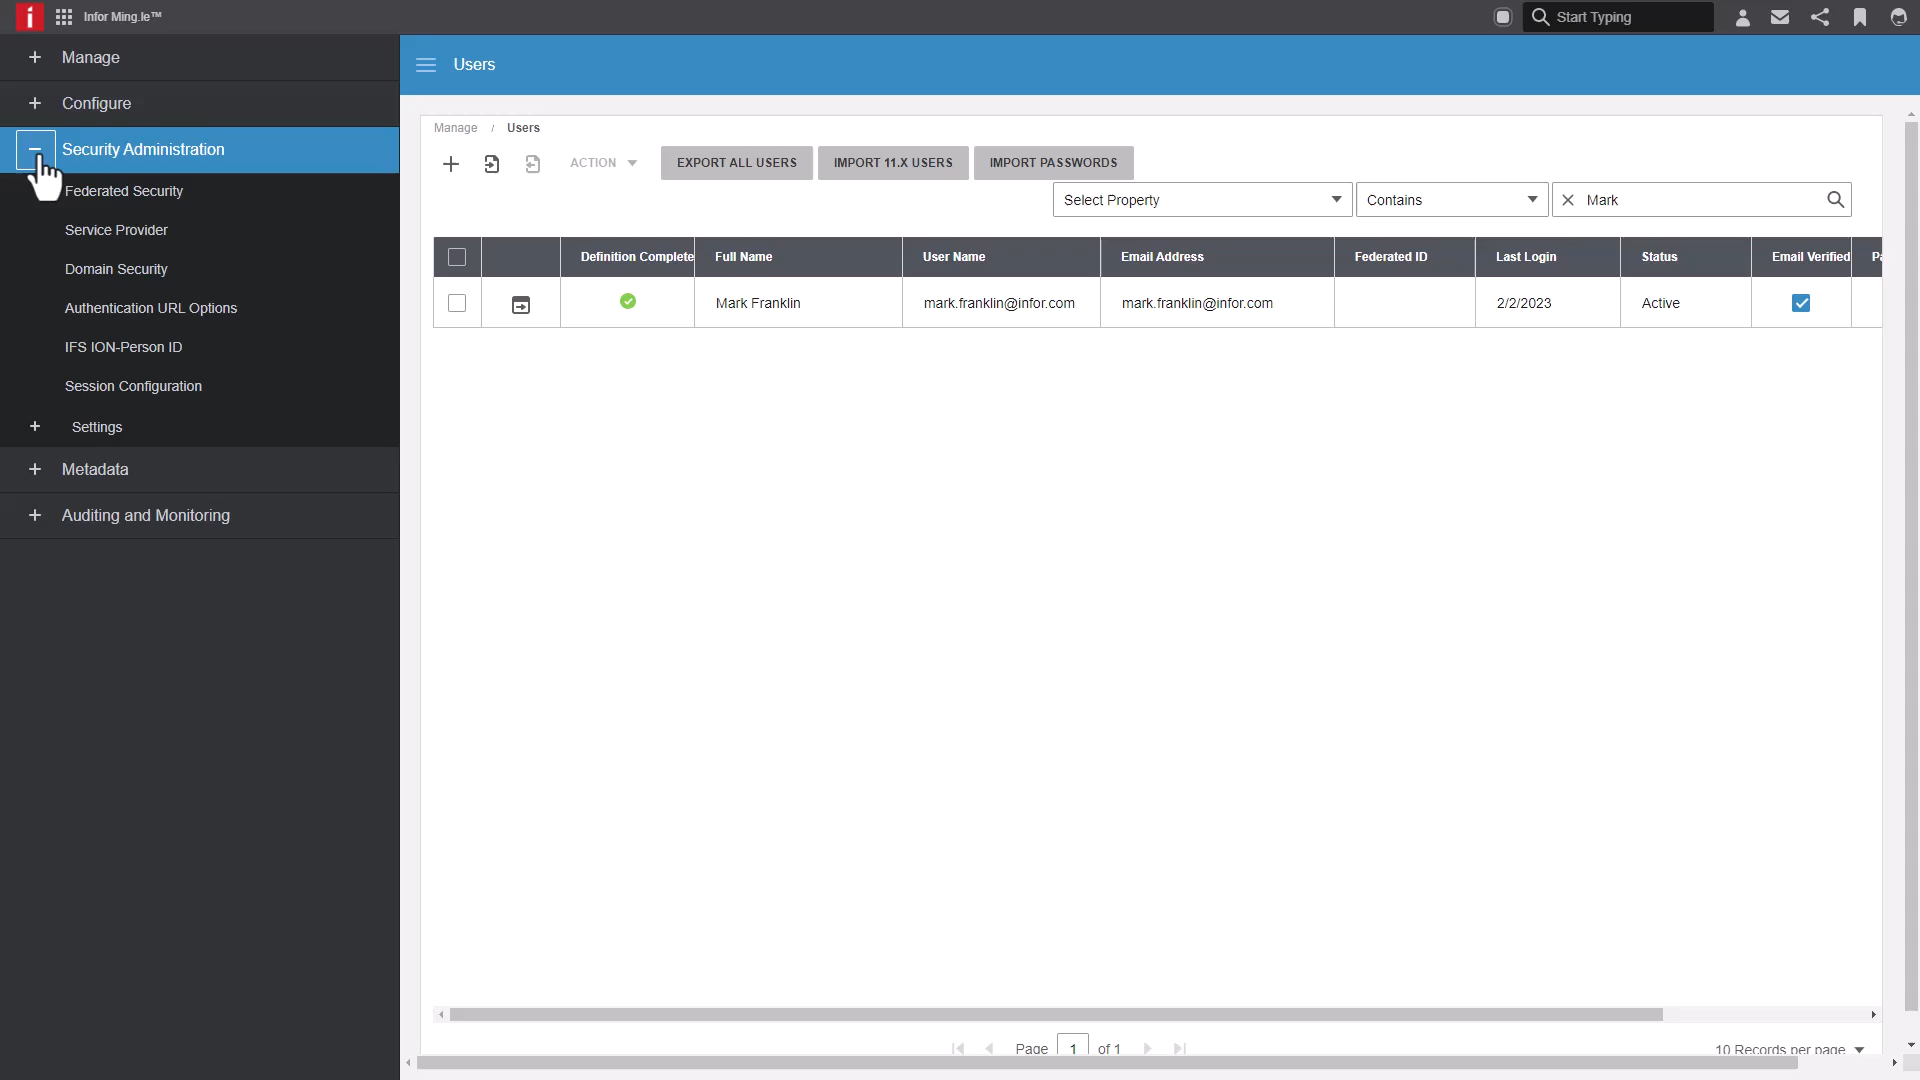 i Infor Ming.le™ Start Typing
+ Manage
+ Configure
− Security Administration
Federated Security
Service Provider
Domain Security
Authentication URL Options
IFS ION-Person ID
Session Configuration
+ Settings
+ Metadata
+ Auditing and Monitoring
Users
Manage / Users
ACTION EXPORT ALL USERS IMPORT 11.X USERS IMPORT PASSWORDS
Select Property Contains Mark
Definition Complete Full Name User Name Email Address Federated ID Last Login Status Email Verified
Mark Franklin mark.franklin@infor.com mark.franklin@infor.com 2/2/2023 Active
Page 1 of 1 10 Records per page